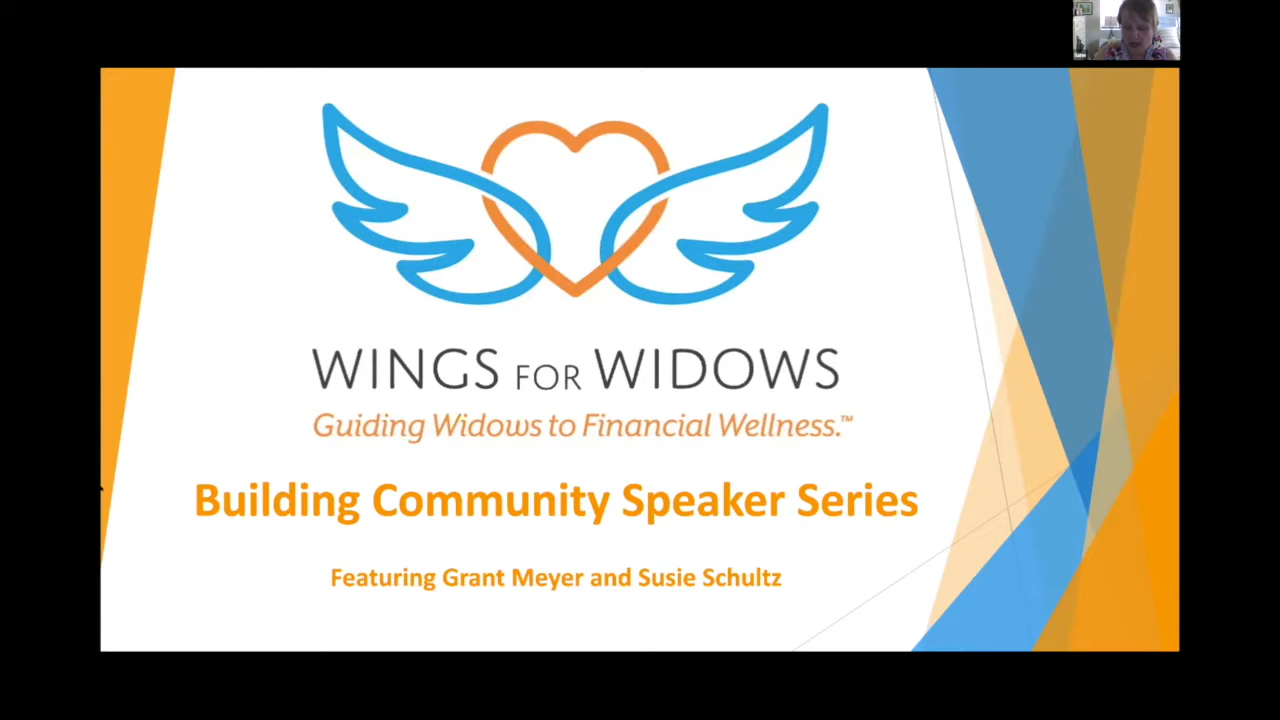 WINGS FOR WIDOWS
Guiding Widows to Financial Wellness.™
Building Community Speaker Series
Featuring Grant Meyer and Susie Schultz